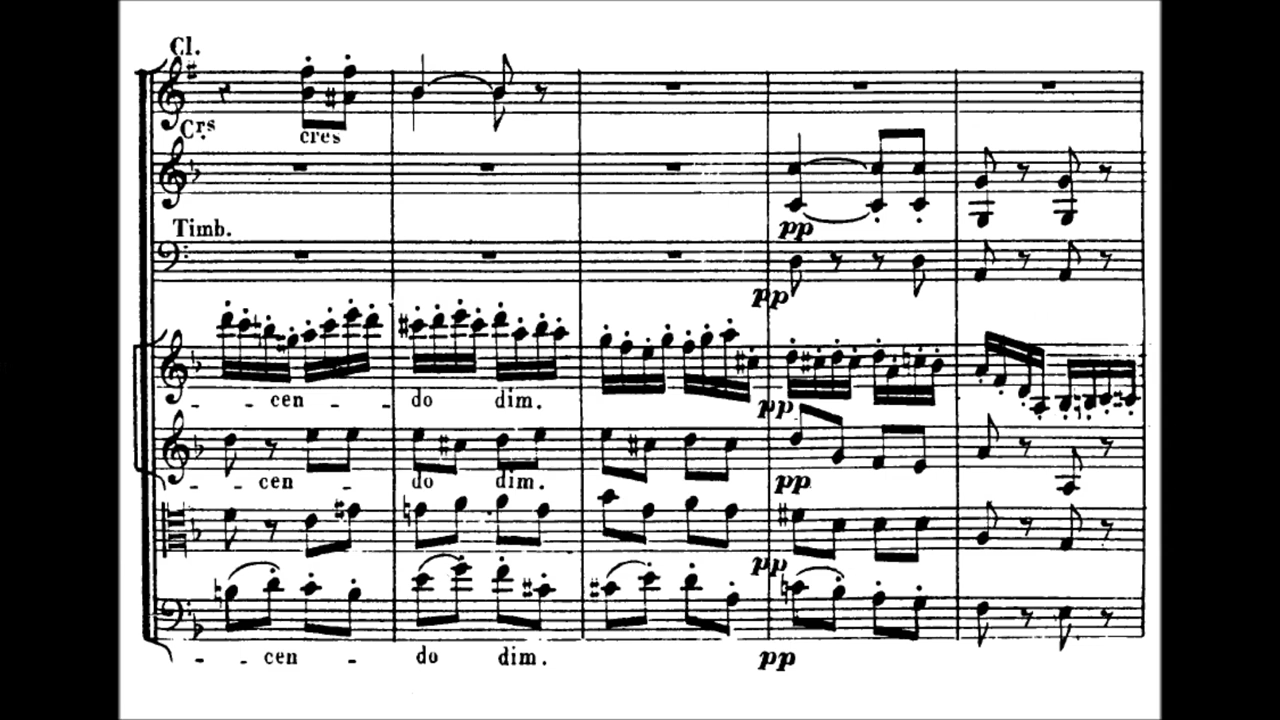 Cl.
Crs
cres
Timb.
pp
pp
- - cen - - do dim.
pp
- - cen - do dim.
pp
pp
- - cen - do dim.
pp